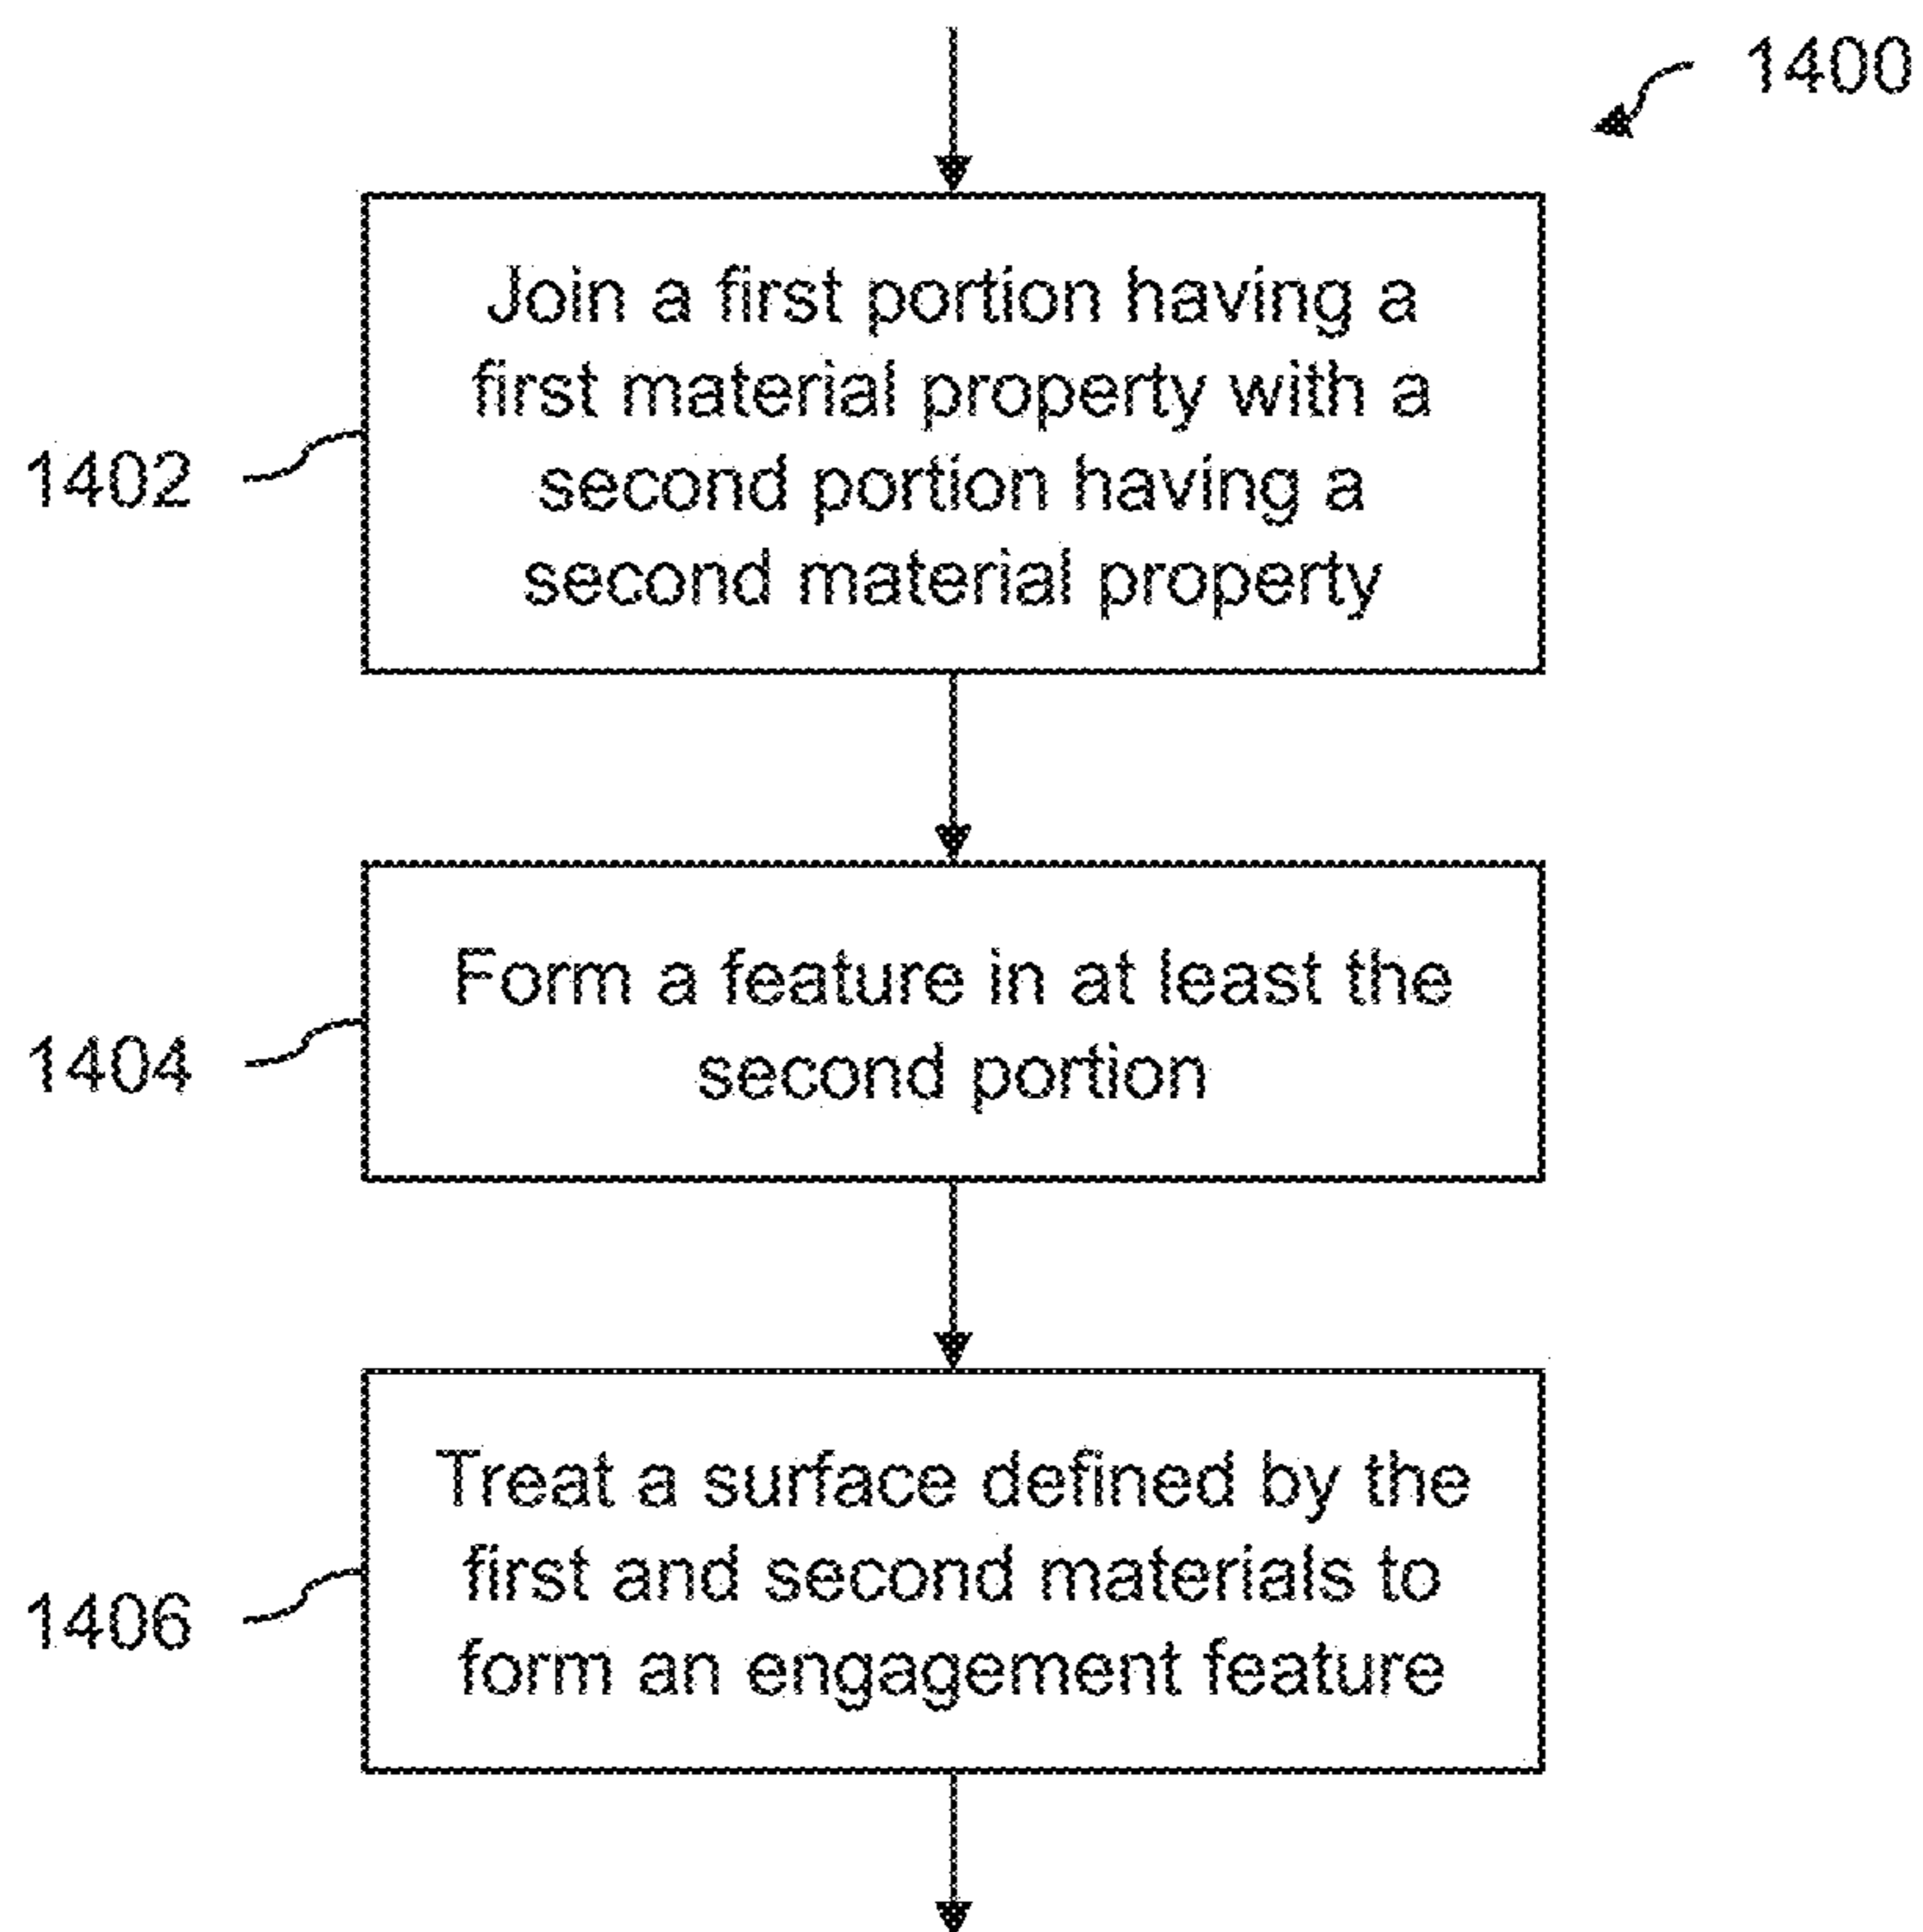 1400
Join a first portion having a
first material property with a
second portion having a
second material property
1402
Form a feature in at least the
second portion
1404
Treat a surface defined by the
first and second materials to
form an engagement feature
1406